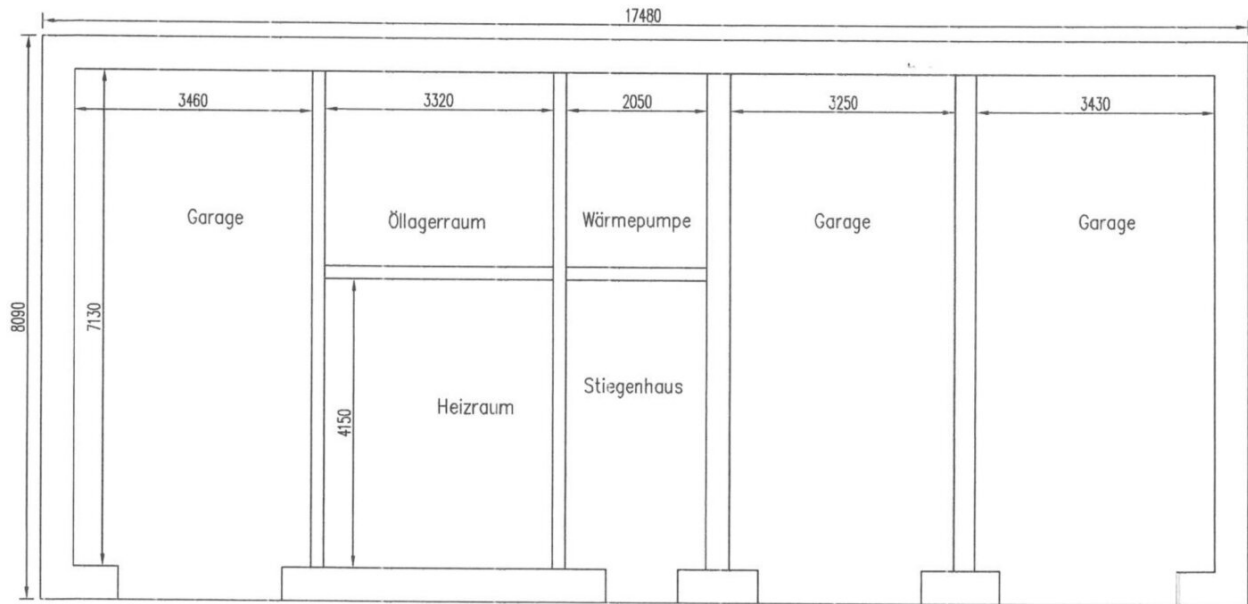 17480
3460
3320
2050
3250
3430
Garage
Öllagerraum
Wärmepumpe
Garage
Garage
8090
7130
4150
Heizraum
Stiegenhaus